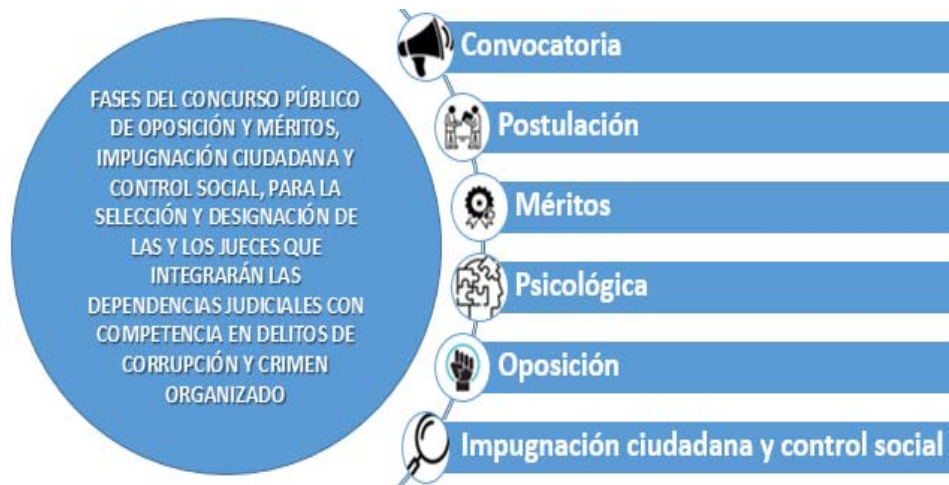 FASES DEL CONCURSO PÚBLICO
DE OPOSICIÓN Y MÉRITOS,
IMPUGNACIÓN CIUDADANA Y
CONTROL SOCIAL, PARA LA
SELECCIÓN Y DESIGNACIÓN DE
LAS Y LOS JUECES QUE
INTEGRARÁN LAS
DEPENDENCIAS JUDICIALES CON
COMPETENCIA EN DELITOS DE
CORRUPCIÓN Y CRIMEN
ORGANIZADO
Convocatoria
Postulación
Méritos
Psicológica
Oposición
Impugnación ciudadana y control social